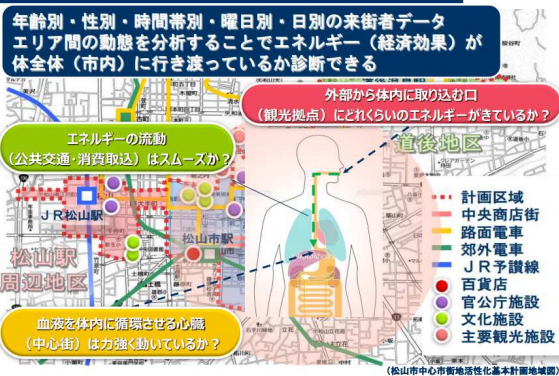 年齢別・性別・時間帯別・曜日別・日別の来街者データ
エリア間の動態を分析することでエネルギー（経済効果）が
体全体（市内）に行き渡っているか診断できる
外部から体内に取り込む口
（観光拠点）にどれくらいのエネルギーがきているか？
エネルギーの流動
（公共交通・消費取込）はスムーズか？
道後地区
ＪＲ松山駅
松山市駅
松山駅
周辺地区
血液を体内に循環させる心臓
（中心街）は力強く動いているか？
計画区域
中央商店街
路面電車
郊外電車
ＪＲ予讃線
百貨店
官公庁施設
文化施設
主要観光施設
（松山市中心市街地活性化基本計画地域図）